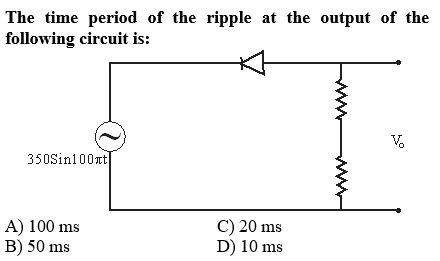 The time period of the ripple at the output of the
following circuit is:
Vo
350Sin100πt
A) 100 ms C) 20 ms
B) 50 ms D) 10 ms